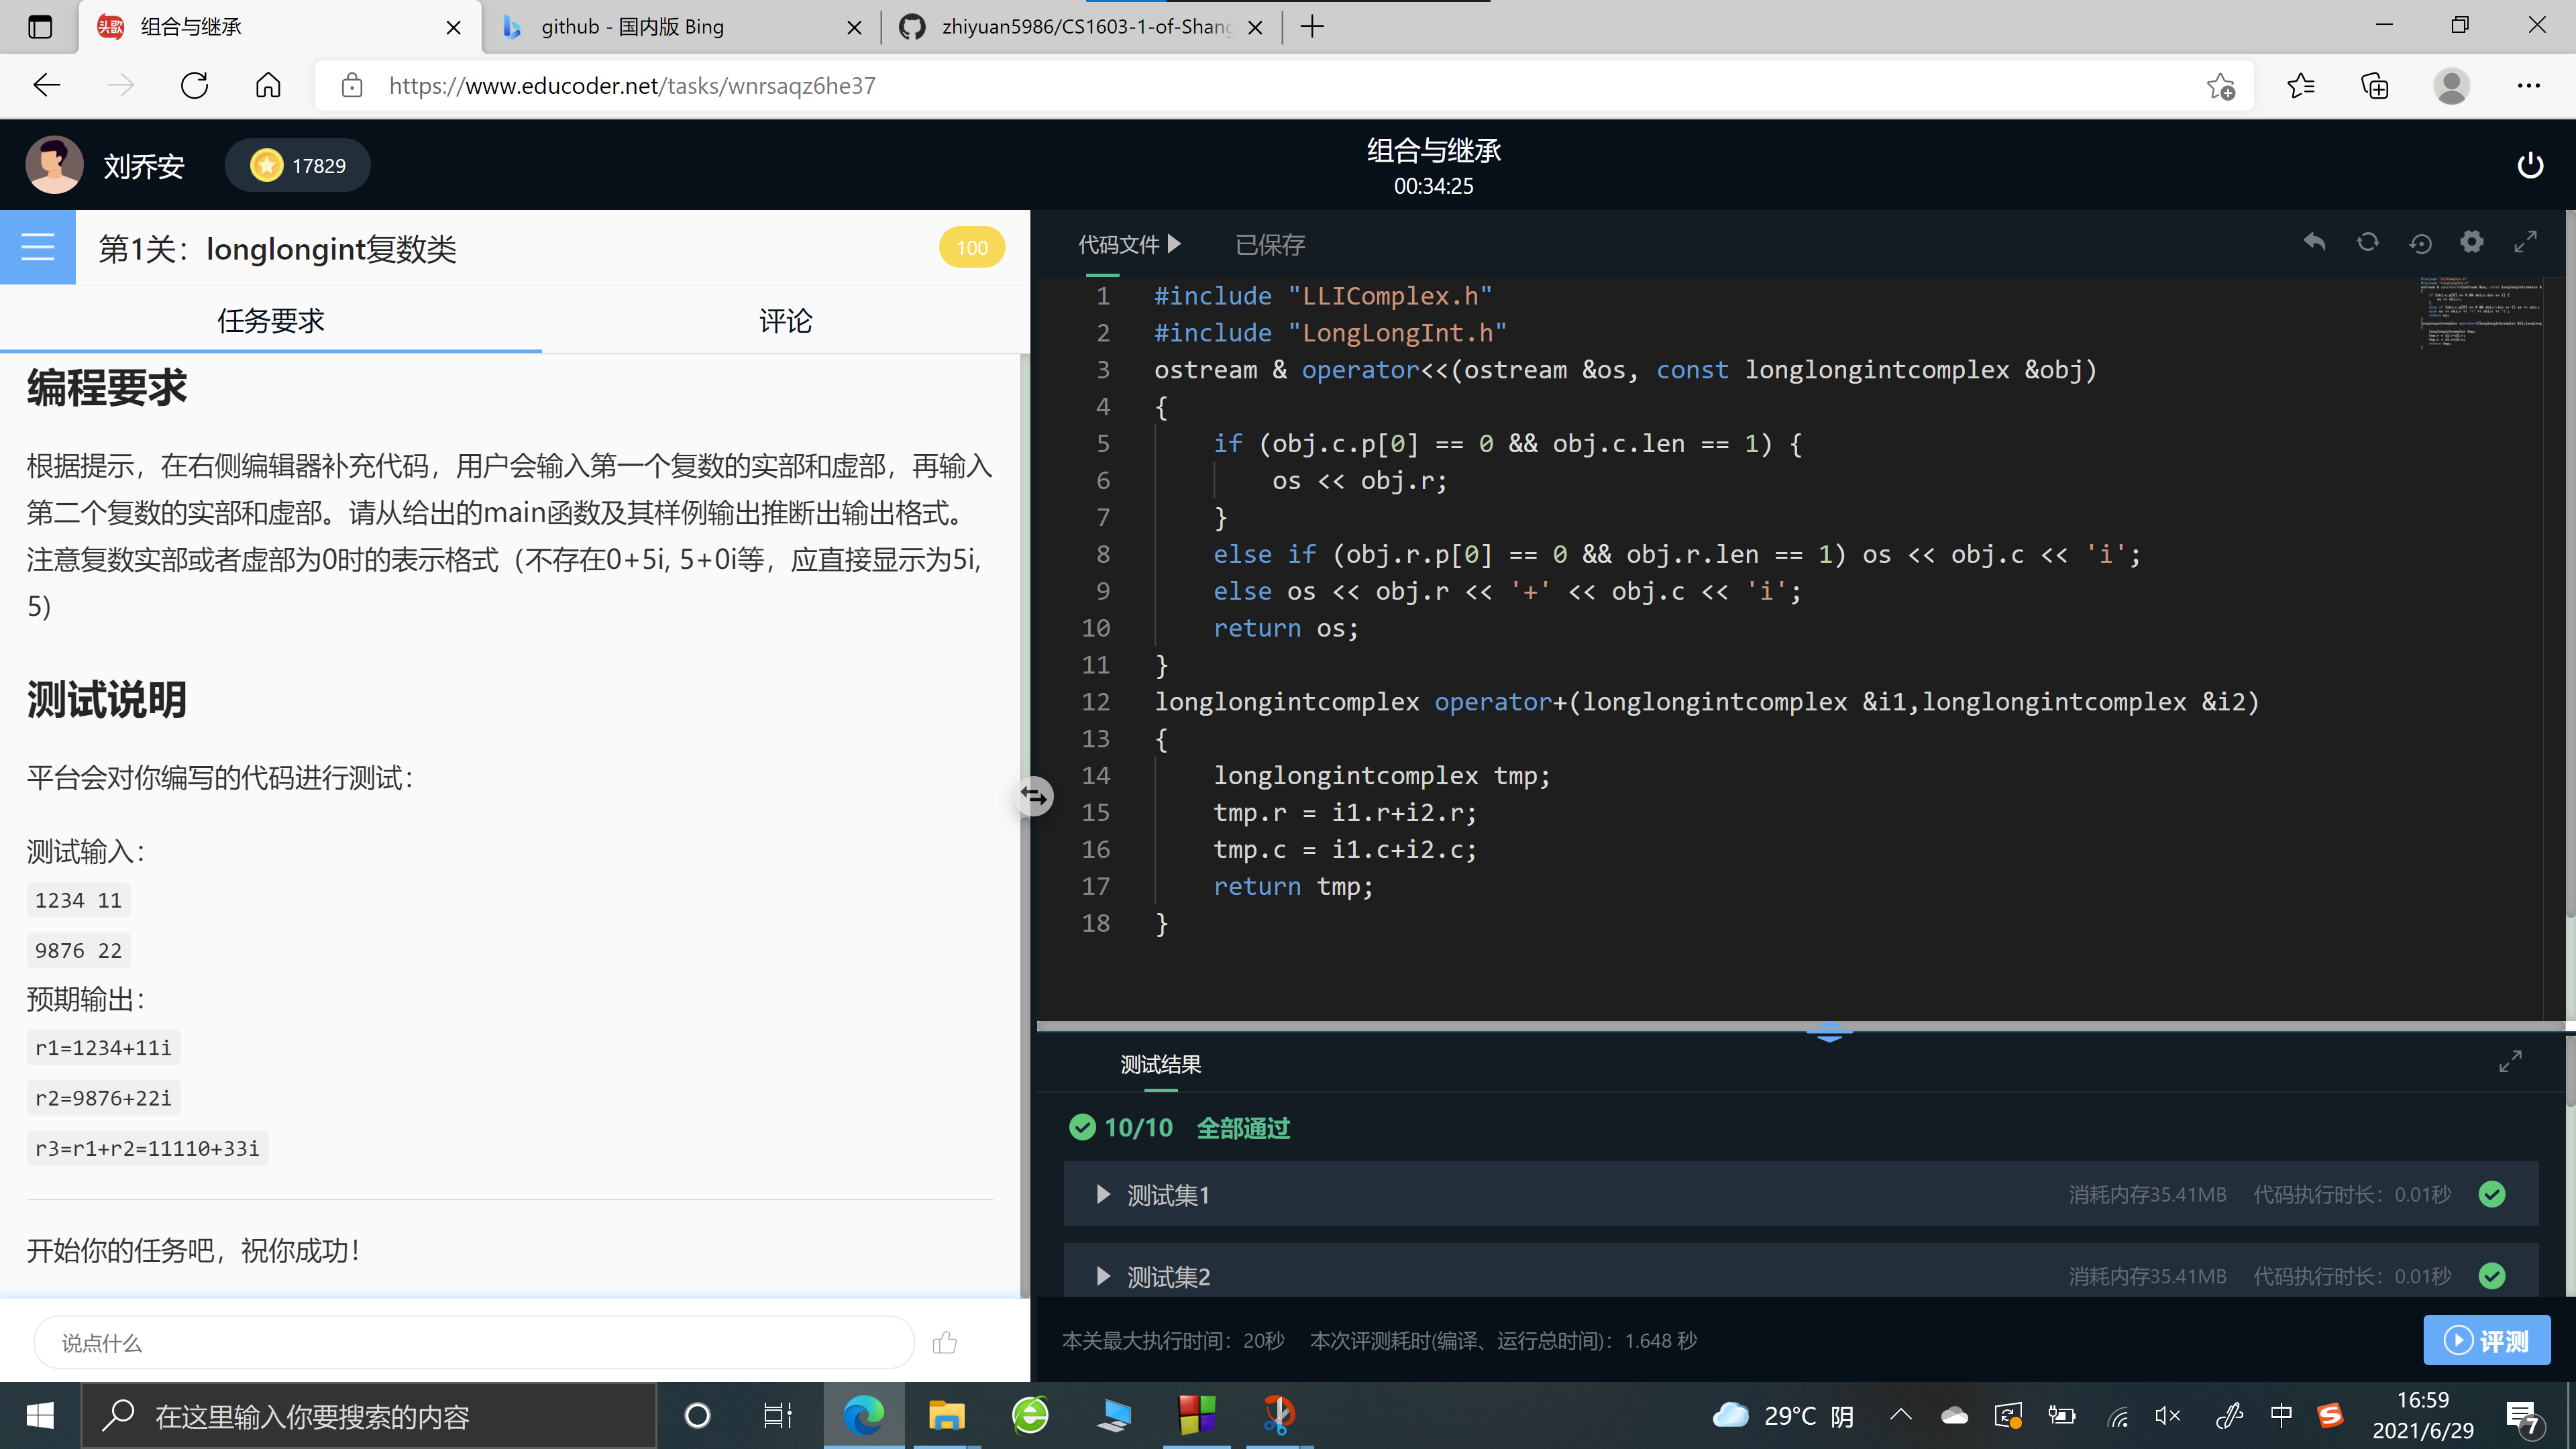 组合与继承
github - 国内版 Bing
zhiyuan5986/CS1603-1-of-Shang
https://www.educoder.net/tasks/wnrsaqz6he37
刘乔安
17829
组合与继承
00:34:25
第1关：longlongint复数类
100
任务要求
评论
编程要求
根据提示，在右侧编辑器补充代码，用户会输入第一个复数的实部和虚部，再输入
第二个复数的实部和虚部。请从给出的main函数及其样例输出推断出输出格式。
注意复数实部或者虚部为0时的表示格式（不存在0+5i, 5+0i等，应直接显示为5i,
5)
测试说明
平台会对你编写的代码进行测试：
测试输入：
1234 11
9876 22
预期输出：
r1=1234+11i
r2=9876+22i
r3=r1+r2=11110+33i
开始你的任务吧，祝你成功！
说点什么
代码文件
已保存
1 #include "LLIComplex.h"
2 #include "LongLongInt.h"
3 ostream & operator<<(ostream &os, const longlongintcomplex &obj)
4 {
5 if (obj.c.p[0] == 0 && obj.c.len == 1) {
6 os << obj.r;
7 }
8 else if (obj.r.p[0] == 0 && obj.r.len == 1) os << obj.c << 'i';
9 else os << obj.r << '+' << obj.c << 'i';
10 return os;
11 }
12 longlongintcomplex operator+(longlongintcomplex &i1,longlongintcomplex &i2)
13 {
14 longlongintcomplex tmp;
15 tmp.r = i1.r+i2.r;
16 tmp.c = i1.c+i2.c;
17 return tmp;
18 }
测试结果
10/10 全部通过
测试集1 消耗内存35.41MB 代码执行时长：0.01秒
测试集2 消耗内存35.41MB 代码执行时长：0.01秒
本关最大执行时间：20秒 本次评测耗时(编译、运行总时间)：1.648 秒
评测
在这里输入你要搜索的内容
29°C 阴
中
16:59
2021/6/29
7